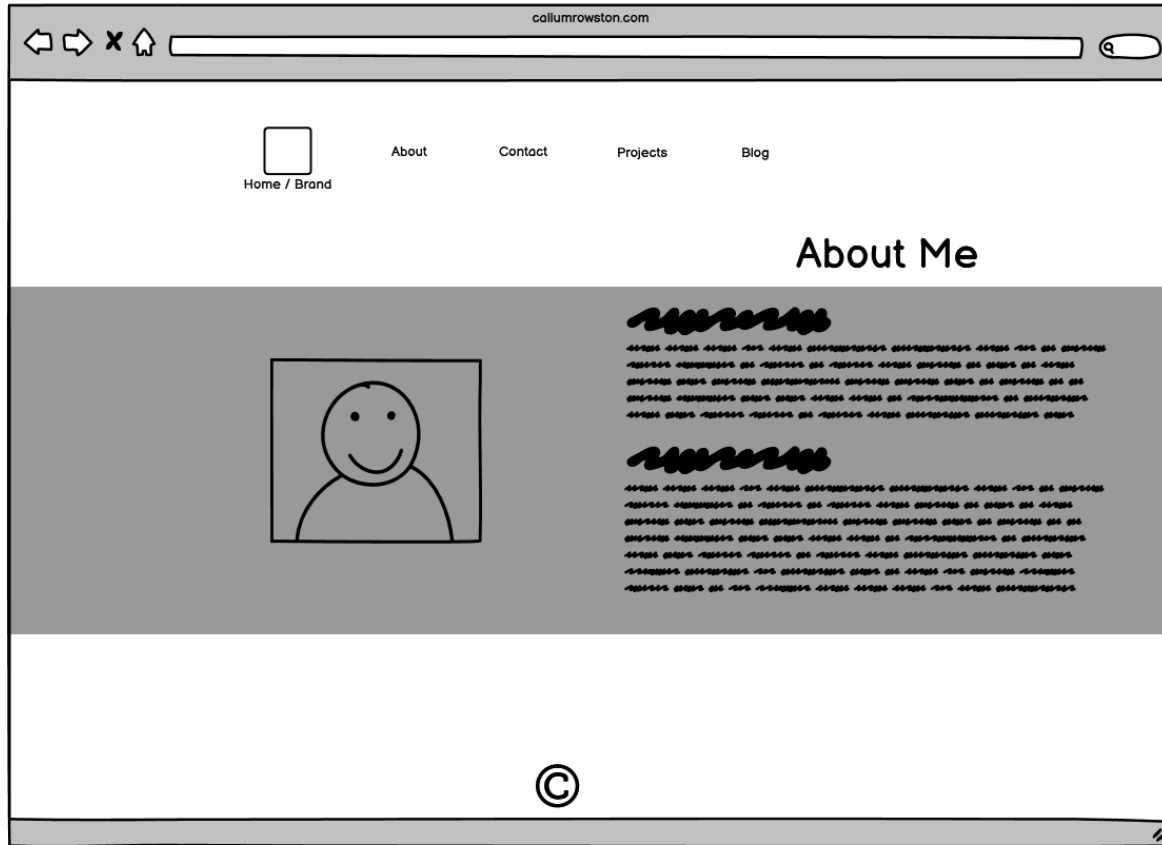 callumrowston.com
About Contact Projects Blog
Home / Brand
About Me
©